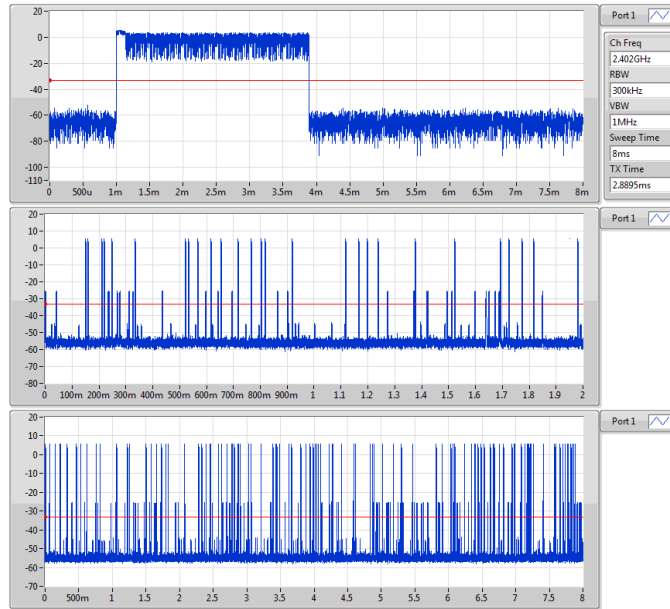 20
0
-20
-40
-60
-80
-100
-110
0 500u 1m 1.5m 2m 2.5m 3m 3.5m 4m 4.5m 5m 5.5m 6m 6.5m 7m 7.5m 8m
Port 1
Ch Freq
2.402GHz
RBW
300kHz
VBW
1MHz
Sweep Time
8ms
TX Time
2.8895ms
20
10
0
-10
-20
-30
-40
-50
-60
-70
-80
0 100m 200m 300m 400m 500m 600m 700m 800m 900m 1 1.1 1.2 1.3 1.4 1.5 1.6 1.7 1.8 1.9 2
Port 1
20
10
0
-10
-20
-30
-40
-50
-60
-70
0 500m 1 1.5 2 2.5 3 3.5 4 4.5 5 5.5 6 6.5 7 7.5 8
Port 1